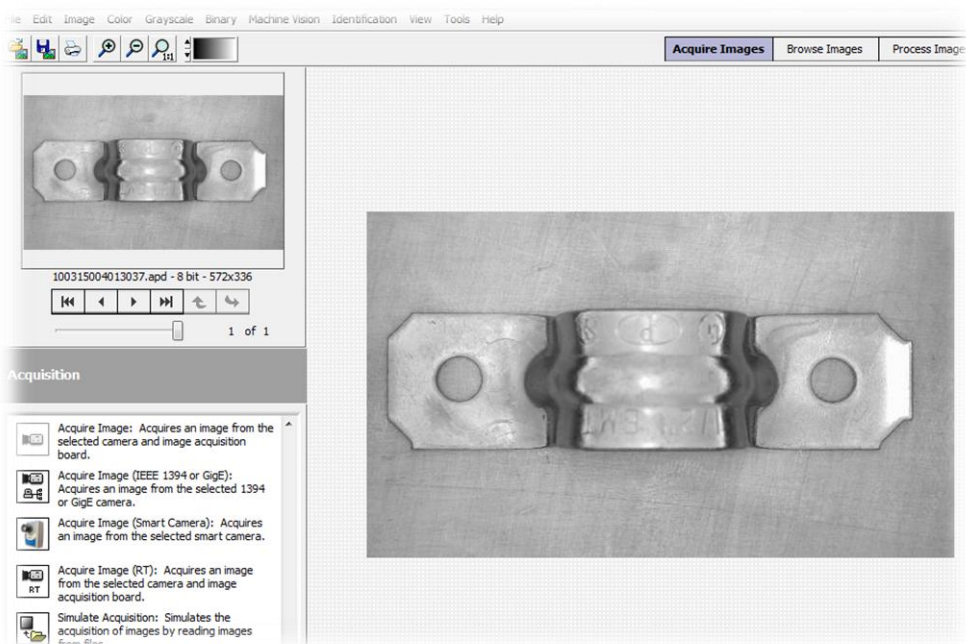 Edit Image Color Grayscale Binary Machine Vision Identification View Tools Help
1:1
Acquire Images Browse Images Process Image
100315004013037.apd - 8 bit - 572x336
1 of 1
Acquisition
Acquire Image: Acquires an image from the
selected camera and image acquisition
board.
Acquire Image (IEEE 1394 or GigE):
Acquires an image from the selected 1394
or GigE camera.
Acquire Image (Smart Camera): Acquires
an image from the selected smart camera.
RT
Acquire Image (RT): Acquires an image
from the selected camera and image
acquisition board.
Simulate Acquisition: Simulates the
acquisition of images by reading images
from files.